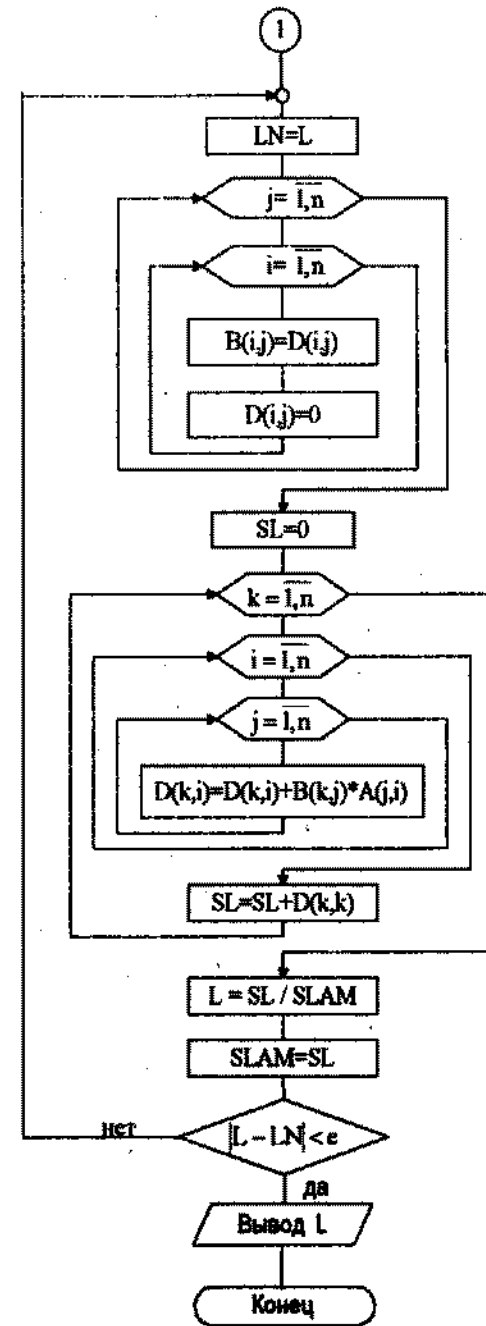 1
LN=L
j= 1,n
i= 1,n
B(i,j)=D(i,j)
D(i,j)=0
SL=0
k = 1,n
i = 1,n
j = 1,n
D(k,i)=D(k,i)+B(k,j)*A(j,i)
SL=SL+D(k,k)
L = SL / SLAM
SLAM=SL
нет
|L – LN| < e
да
Вывод L
Конец